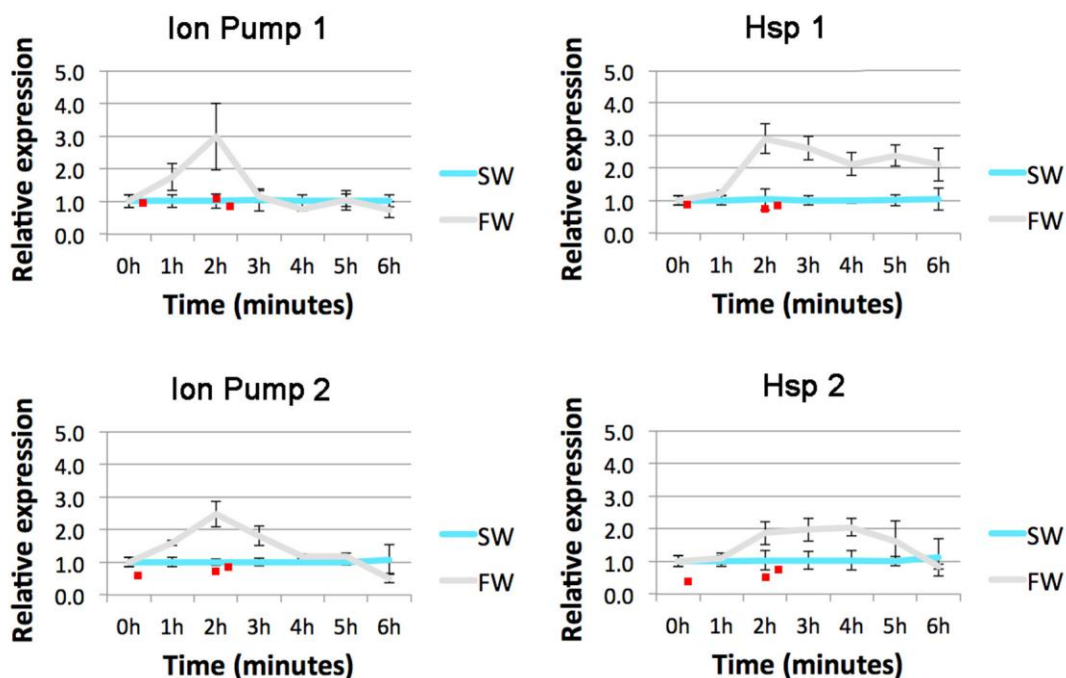 Ion Pump 1
Relative expression
5.0
4.0
3.0
2.0
1.0
0.0
0h 1h 2h 3h 4h 5h 6h
Time (minutes)
SW
FW
Hsp 1
Relative expression
5.0
4.0
3.0
2.0
1.0
0.0
0h 1h 2h 3h 4h 5h 6h
Time (minutes)
SW
FW
Ion Pump 2
Relative expression
5.0
4.0
3.0
2.0
1.0
0.0
0h 1h 2h 3h 4h 5h 6h
Time (minutes)
SW
FW
Hsp 2
Relative expression
5.0
4.0
3.0
2.0
1.0
0.0
0h 1h 2h 3h 4h 5h 6h
Time (minutes)
SW
FW